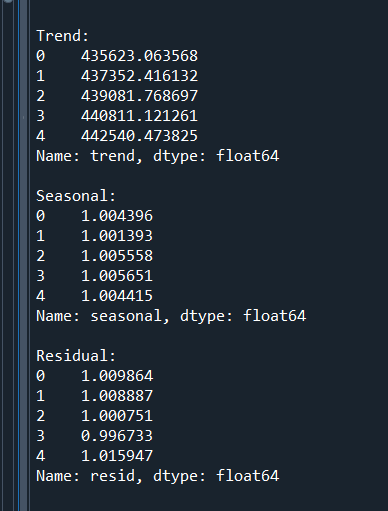 Trend:
0    435623.063568
1    437352.416132
2    439081.768697
3    440811.121261
4    442540.473825
Name: trend, dtype: float64

Seasonal:
0    1.004396
1    1.001393
2    1.005558
3    1.005651
4    1.004415
Name: seasonal, dtype: float64

Residual:
0    1.009864
1    1.008887
2    1.000751
3    0.996733
4    1.015947
Name: resid, dtype: float64